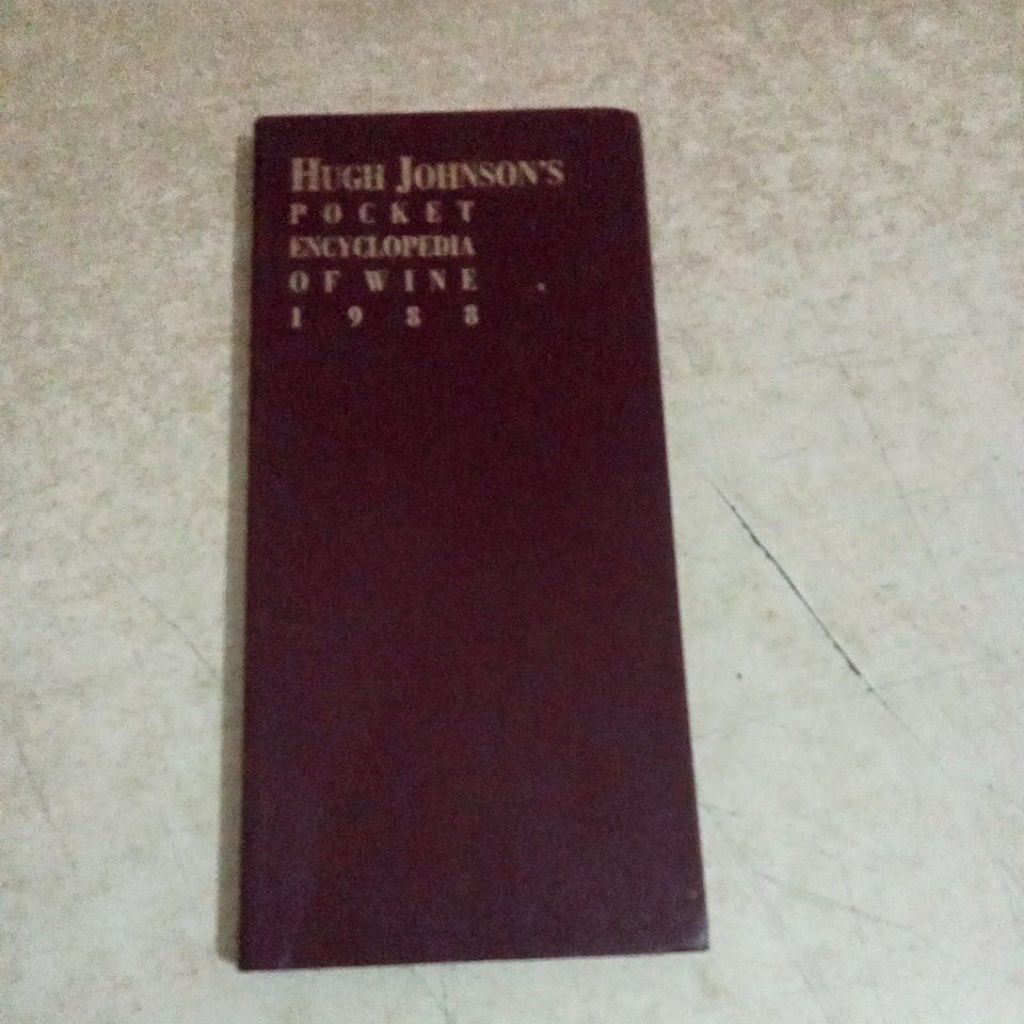 HUGH JOHNSON'S
POCKET
ENCYCLOPEDIA
OF WINE
1988